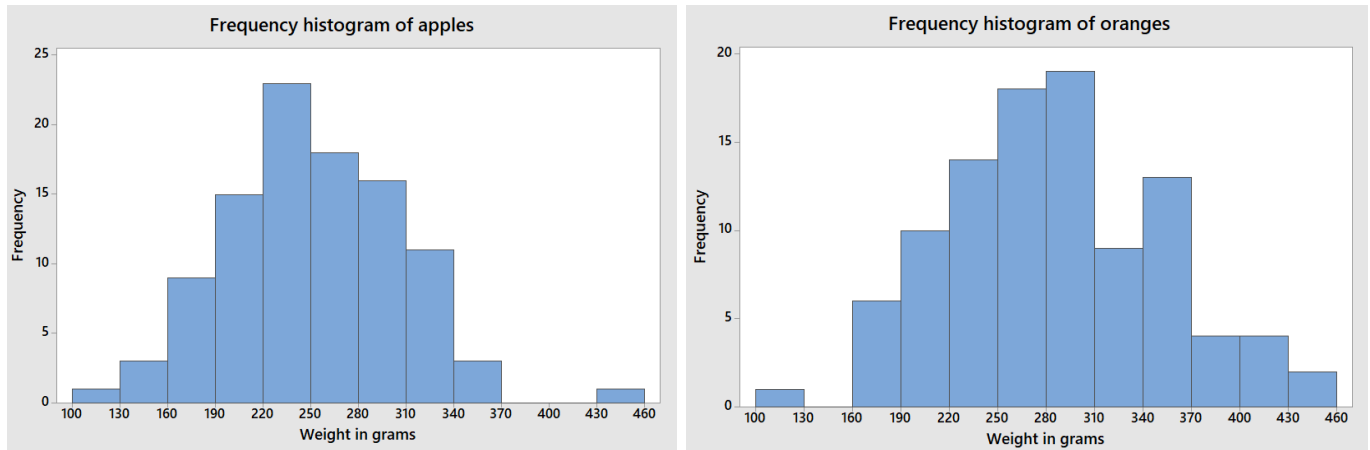 Frequency histogram of apples
25
20
15
10
5
0
Frequency
100 130 160 190 220 250 280 310 340 370 400 430 460
Weight in grams
Frequency histogram of oranges
20
15
10
5
0
Frequency
100 130 160 190 220 250 280 310 340 370 400 430 460
Weight in grams